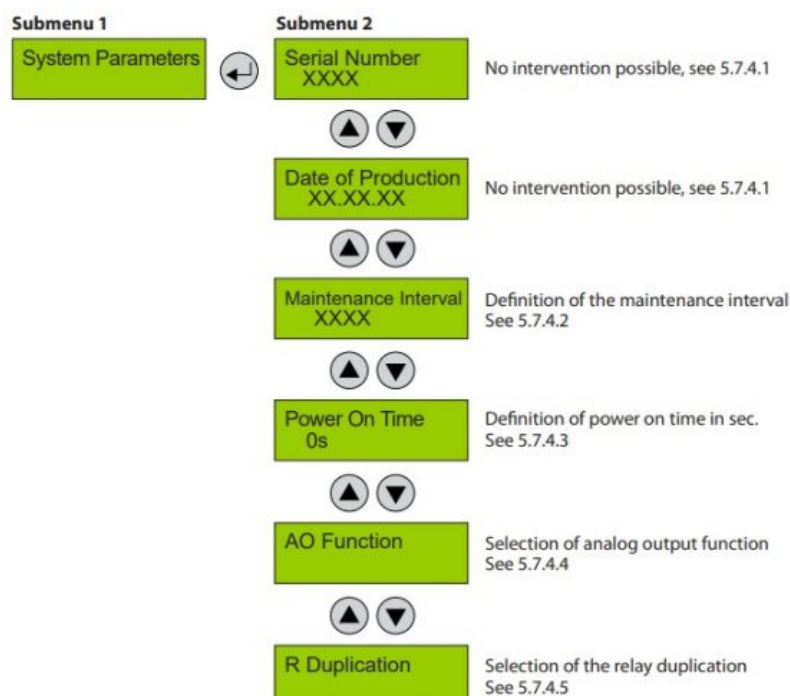 Submenu 1
Submenu 2
System Parameters
Serial Number
XXXX
No intervention possible, see 5.7.4.1
Date of Production
XX.XX.XX
No intervention possible, see 5.7.4.1
Maintenance Interval
XXXX
Definition of the maintenance interval
See 5.7.4.2
Power On Time
0s
Definition of power on time in sec.
See 5.7.4.3
AO Function
Selection of analog output function
See 5.7.4.4
R Duplication
Selection of the relay duplication
See 5.7.4.5